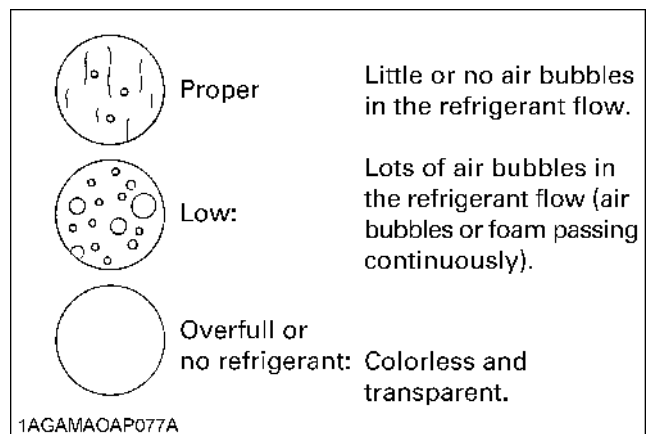 Proper
Little or no air bubbles
in the refrigerant flow.
Low:
Lots of air bubbles in
the refrigerant flow (air
bubbles or foam passing
continuously).
Overfull or
no refrigerant: Colorless and
transparent.
1AGAMAOAP077A